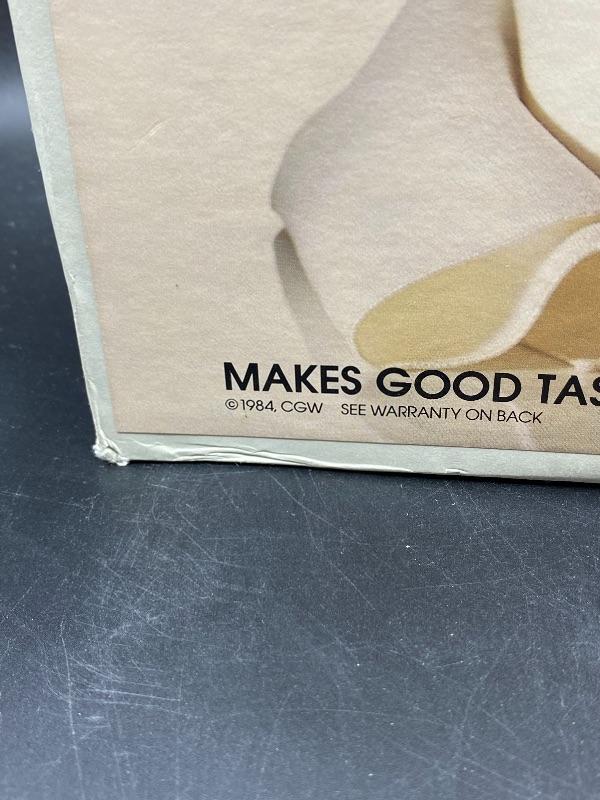 MAKES GOOD TAS
©1984, CGW SEE WARRANTY ON BACK